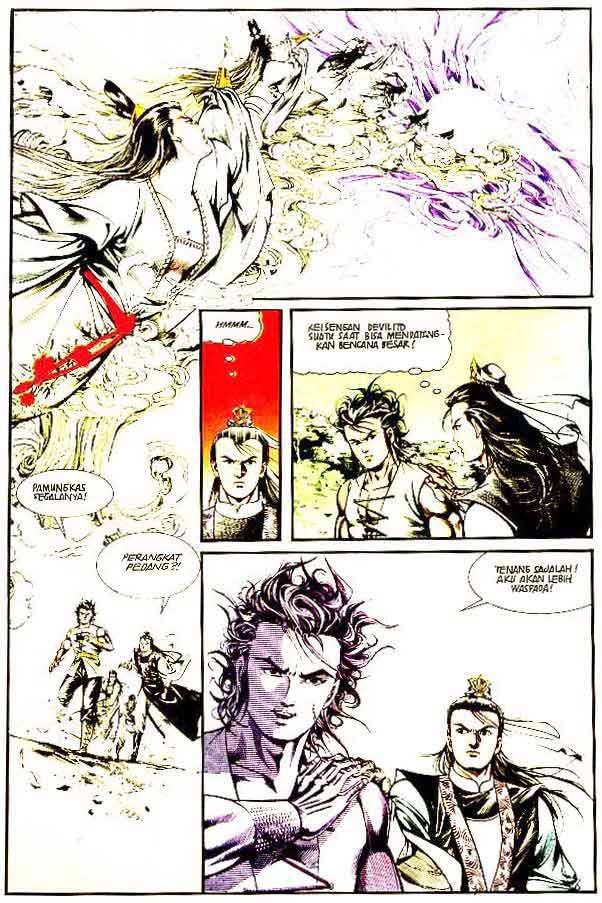 HMMM..
KEISENGAN DEVILITO
SUATU SAAT BISA MENDATANG-
KAN BENCANA BESAR!
PAMUNGKAS
SEGALANYA!
PERANGKAT
PEDANG?!
TENANG SAJALAH!
AKU AKAN LEBIH
WASPADA!